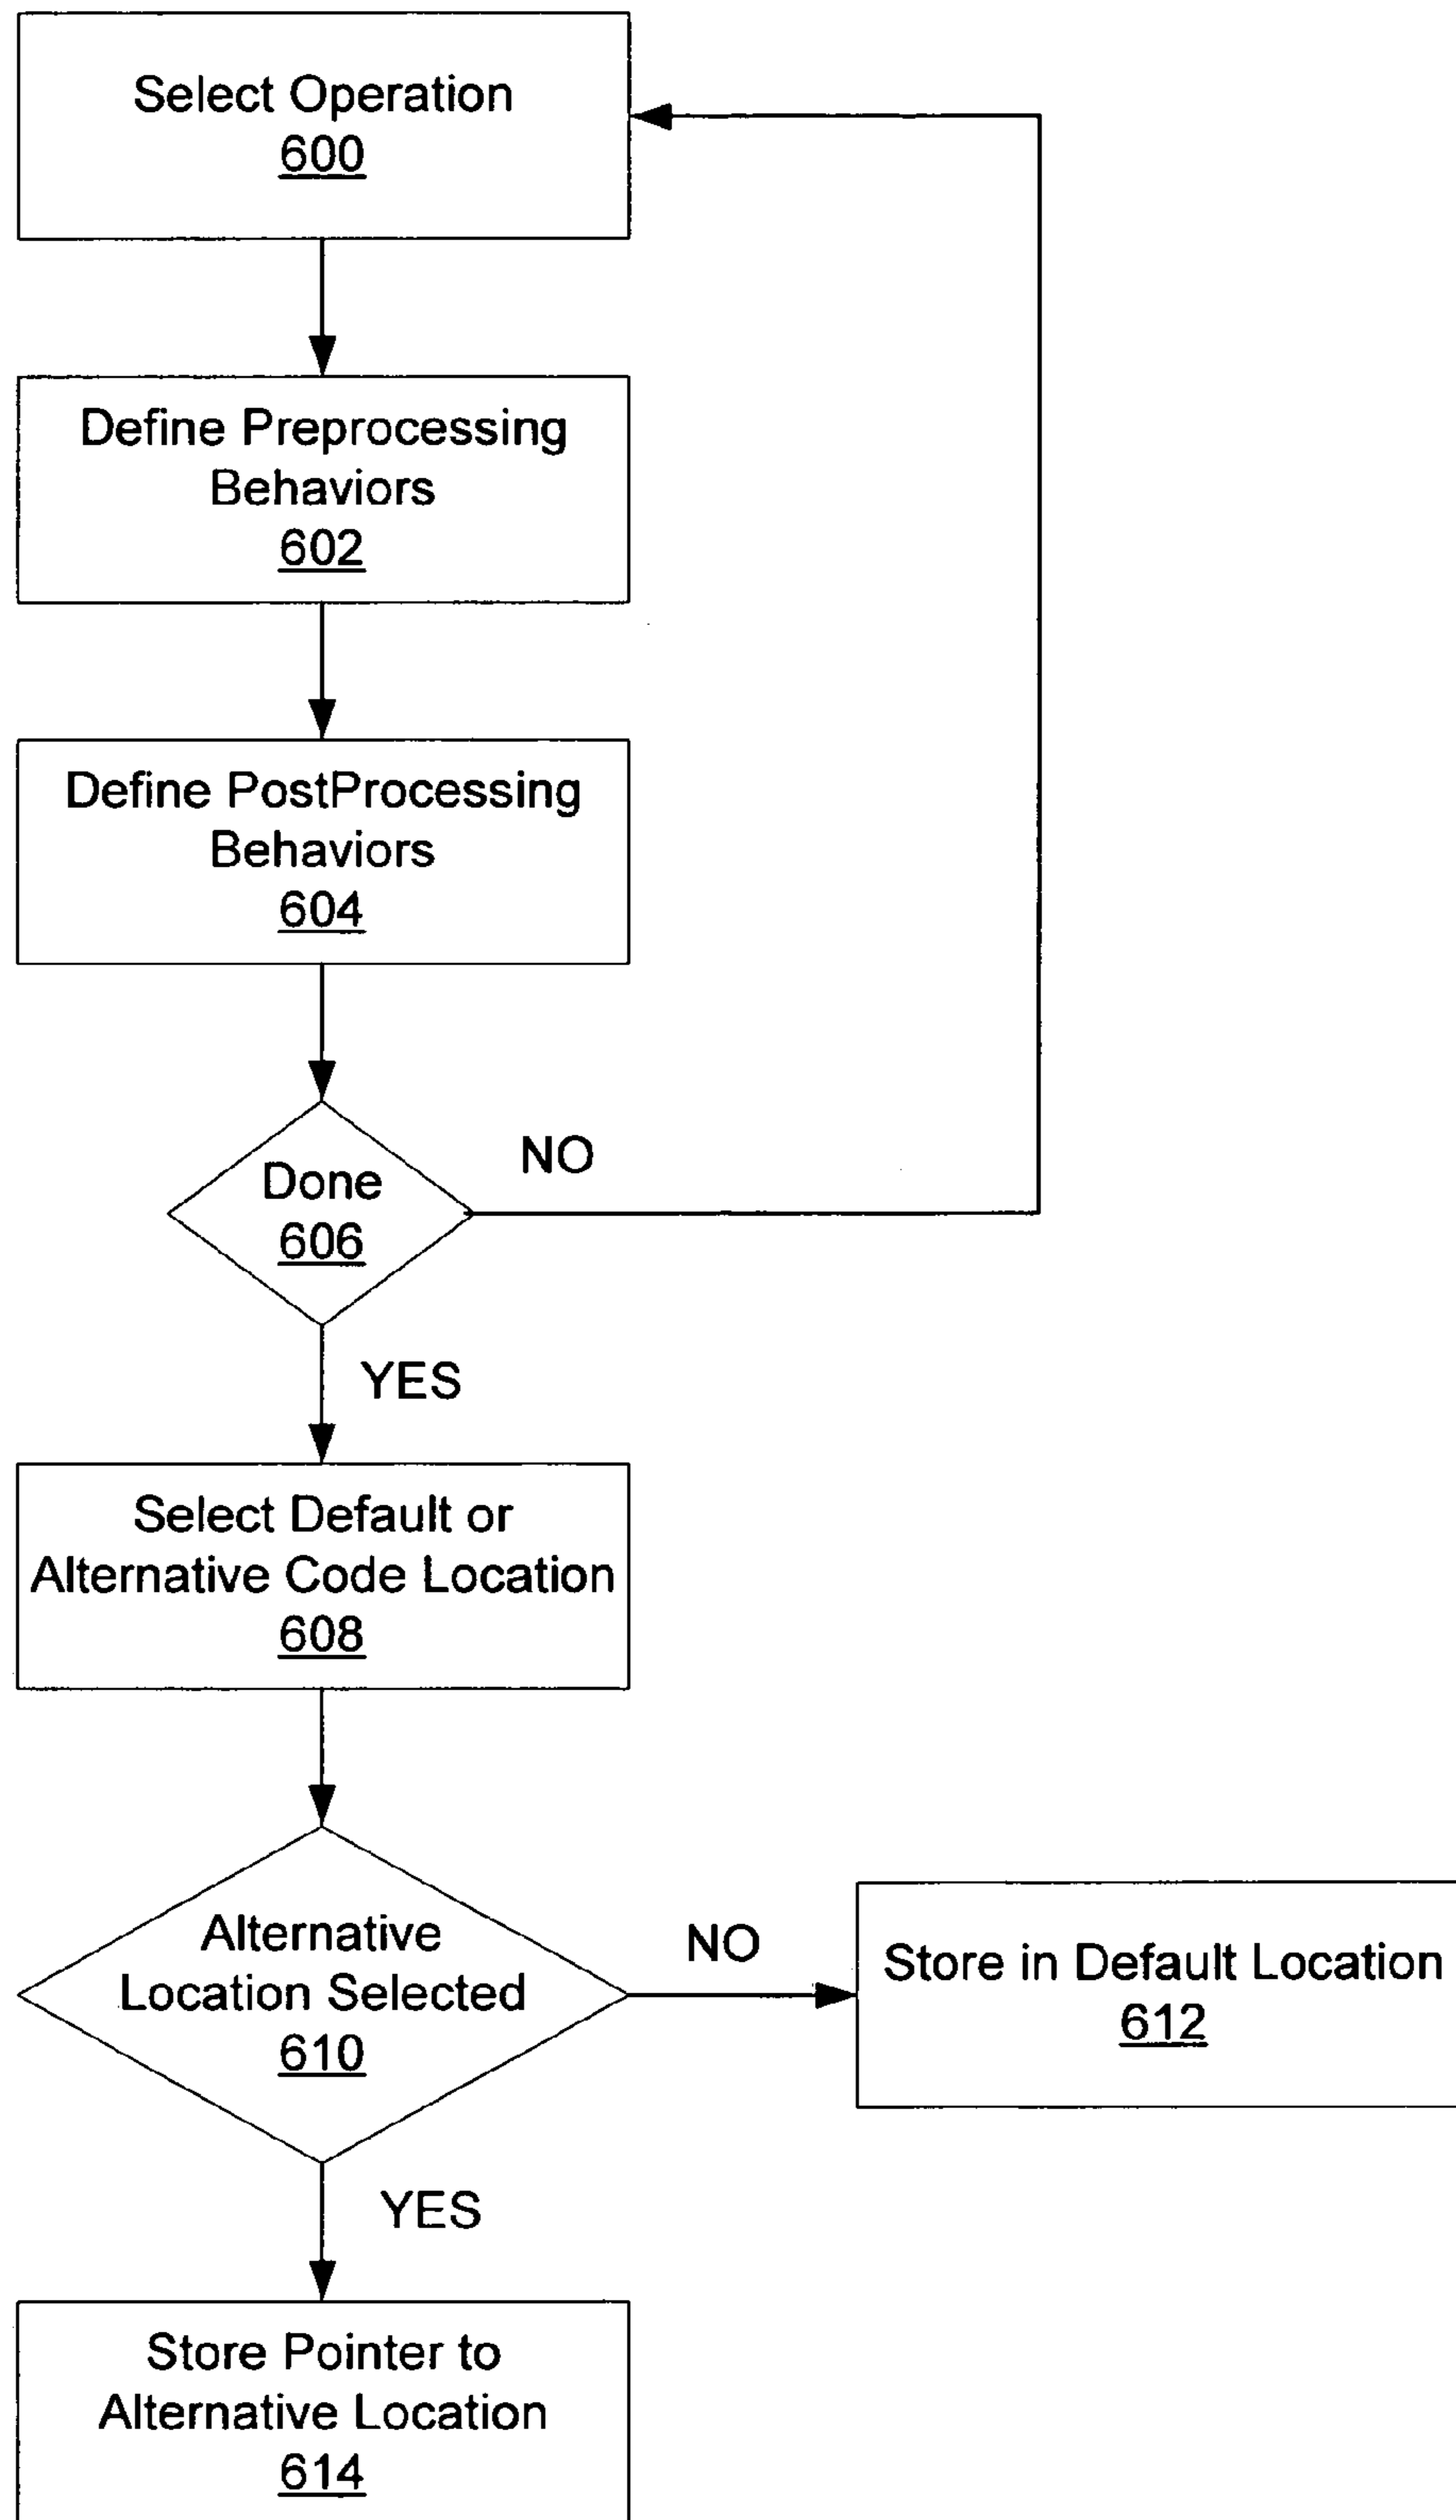 Select Operation
600
Define Preprocessing
Behaviors
602
Define PostProcessing
Behaviors
604
Done
606
NO
YES
Select Default or
Alternative Code Location
608
Alternative
Location Selected
610
NO
Store in Default Location
612
YES
Store Pointer to
Alternative Location
614